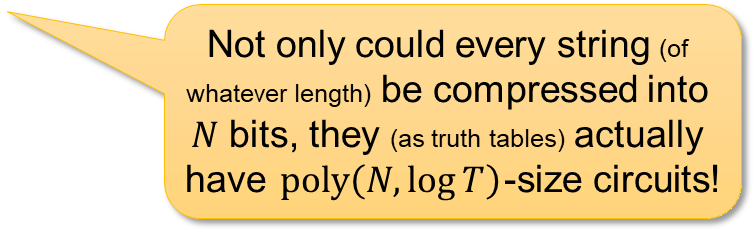 Not only could every string (of
whatever length) be compressed into
N bits, they (as truth tables) actually
have poly(N, log T)-size circuits!